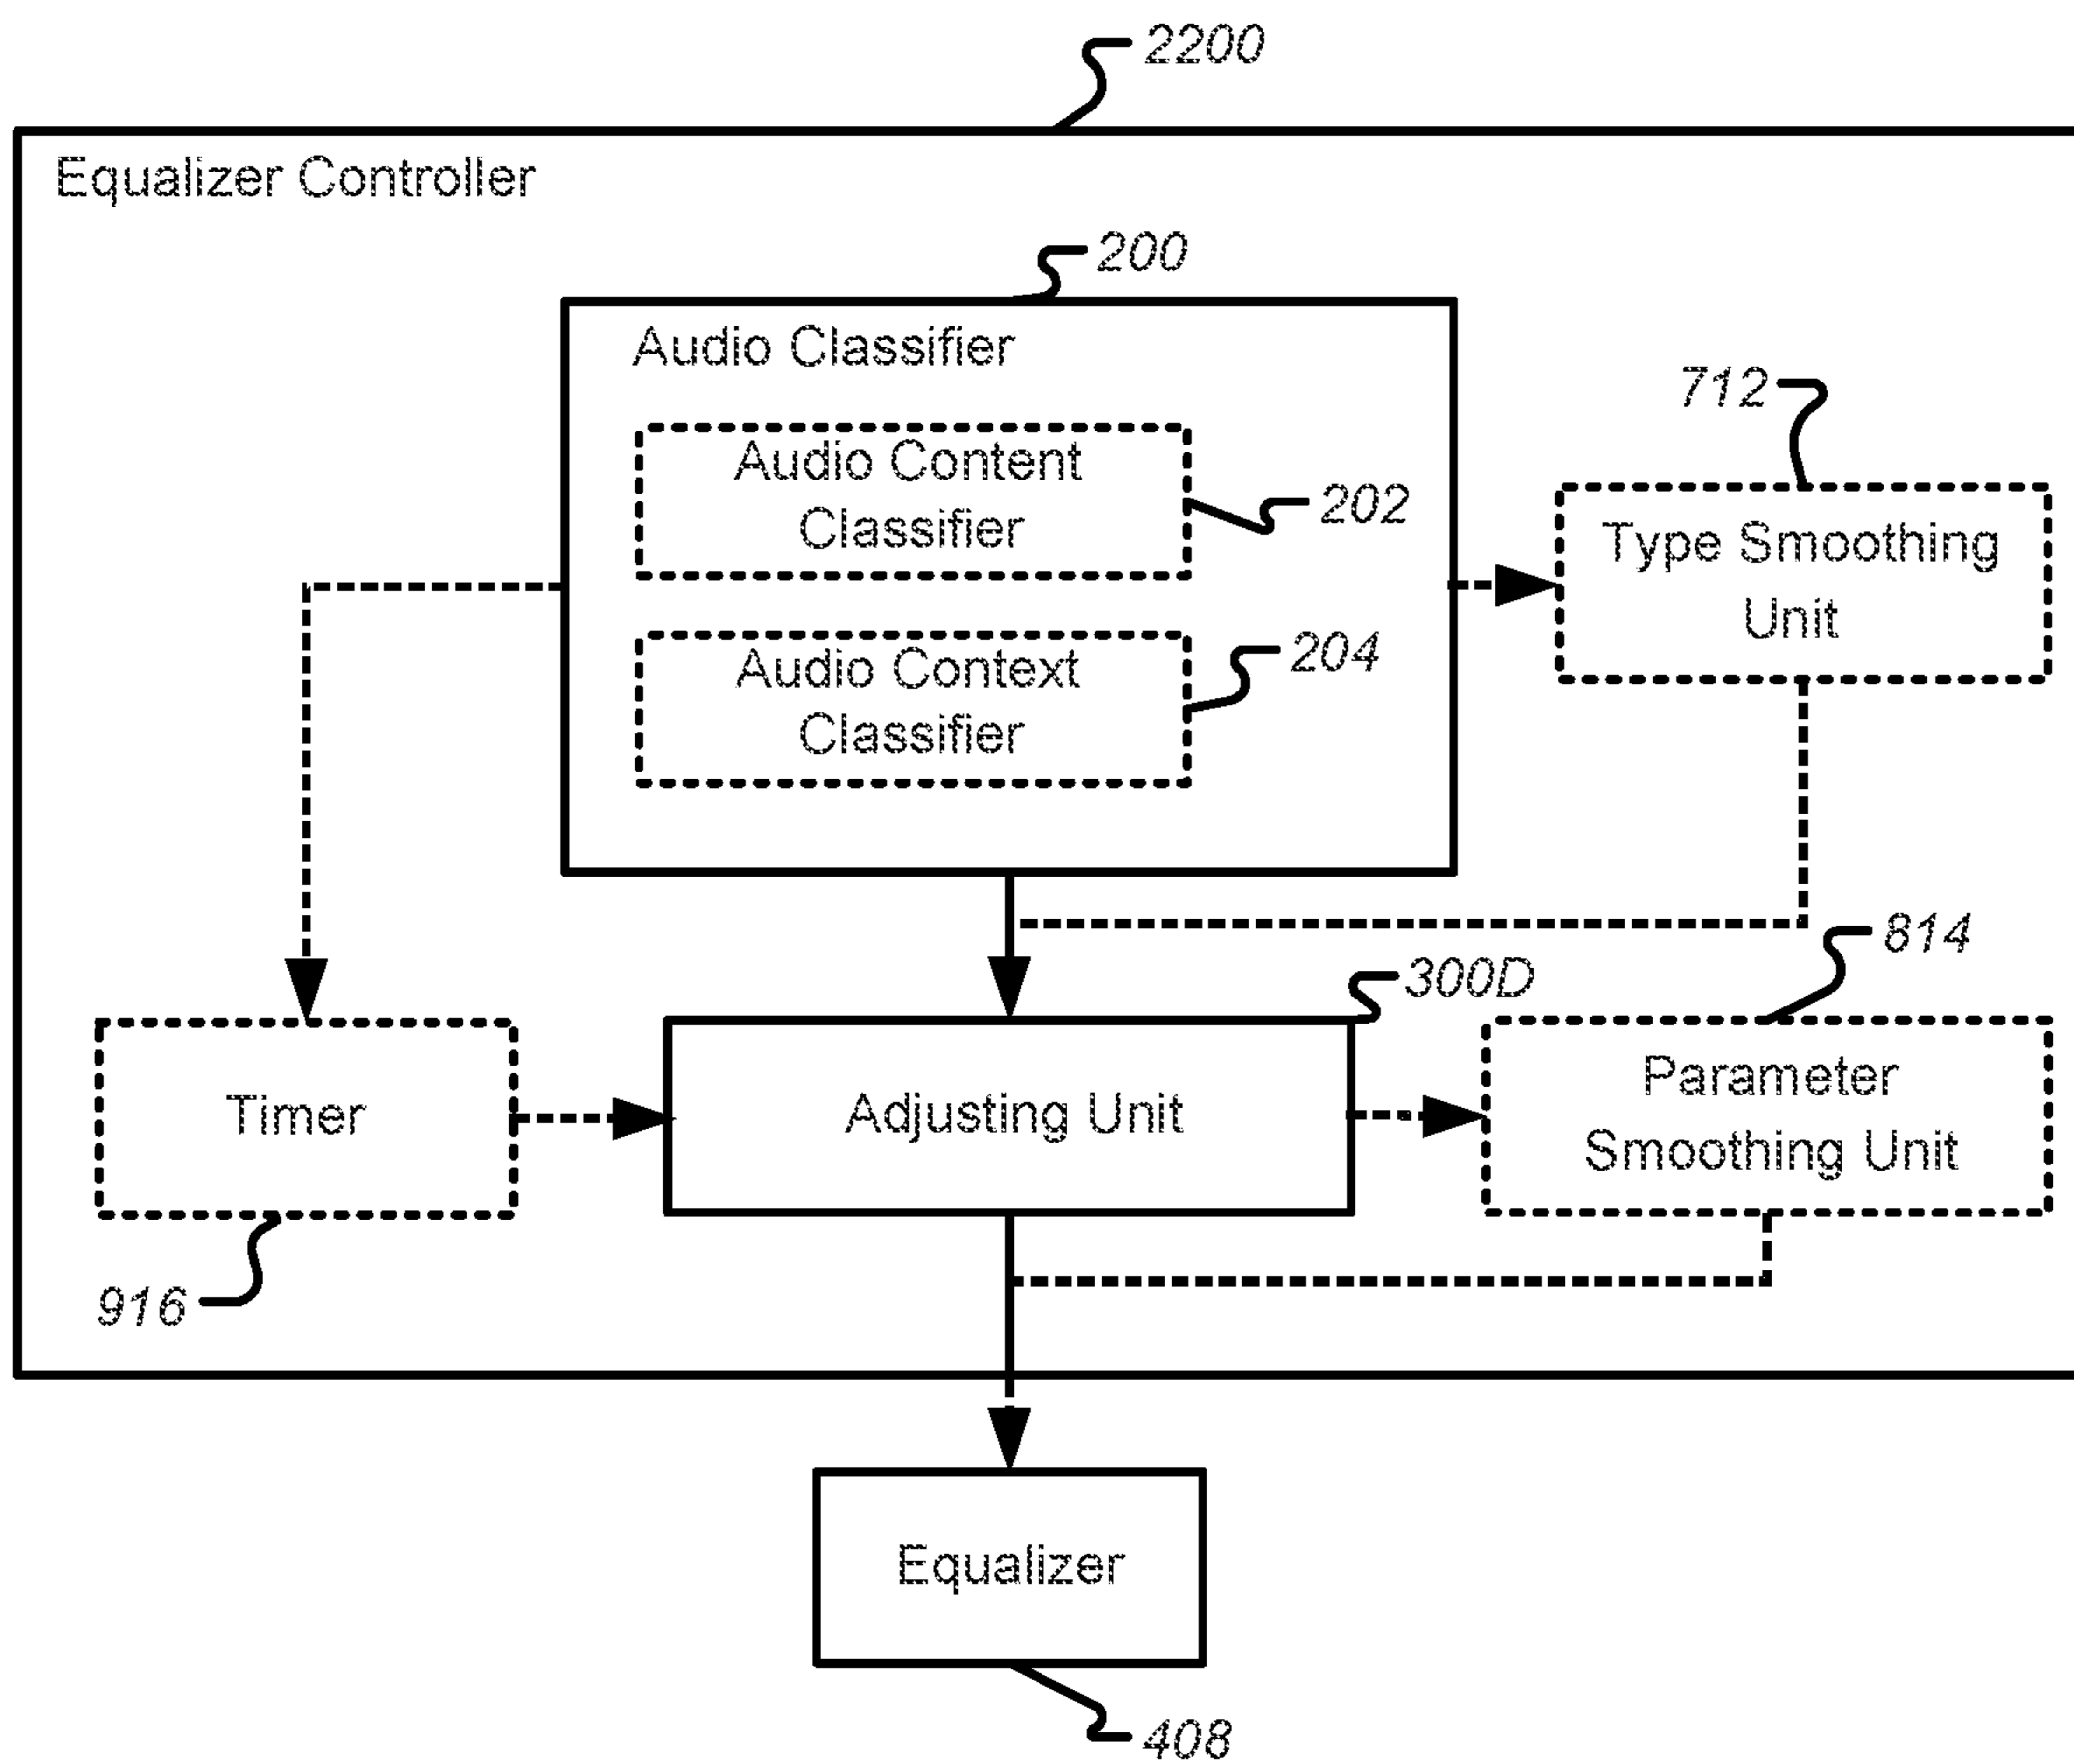 2200
Equalizer Controller
200
Audio Classifier
712
Audio Content
Classifier
202
Type Smoothing
Unit
Audio Context
Classifier
204
814
300D
Timer
Adjusting Unit
Parameter
Smoothing Unit
916
Equalizer
408